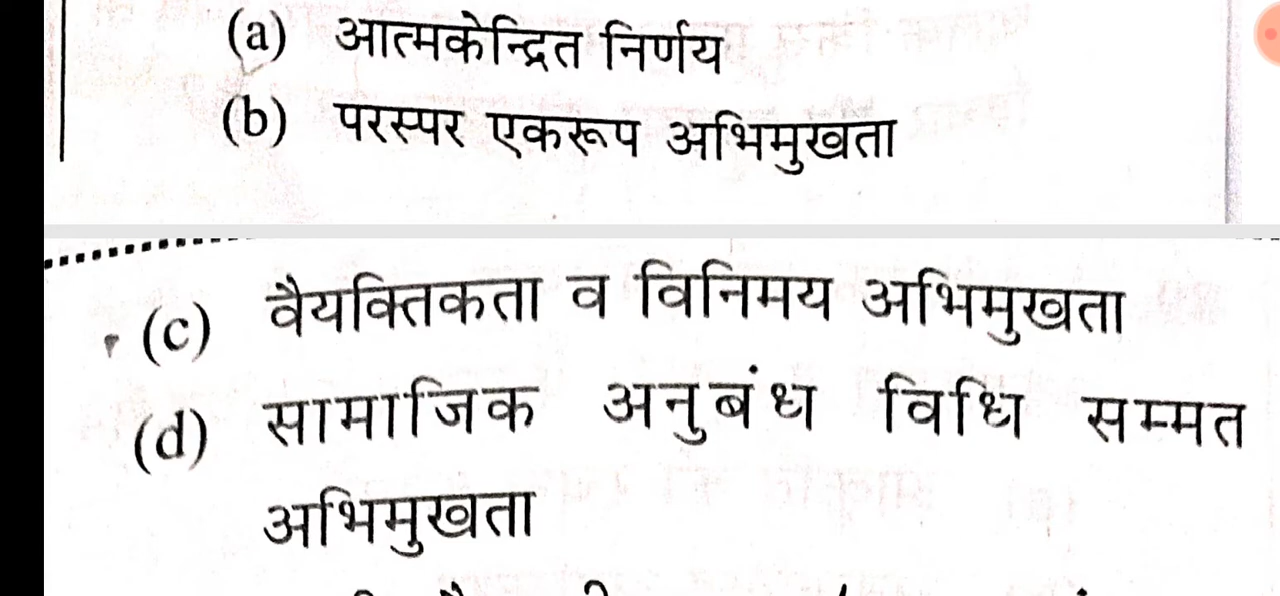 (a) आत्मकेन्द्रित निर्णय
(b) परस्पर एकरूप अभिमुखता
(c) वैयक्तिकता व विनिमय अभिमुखता
(d) सामाजिक अनुबंध विधि सम्मत
अभिमुखता